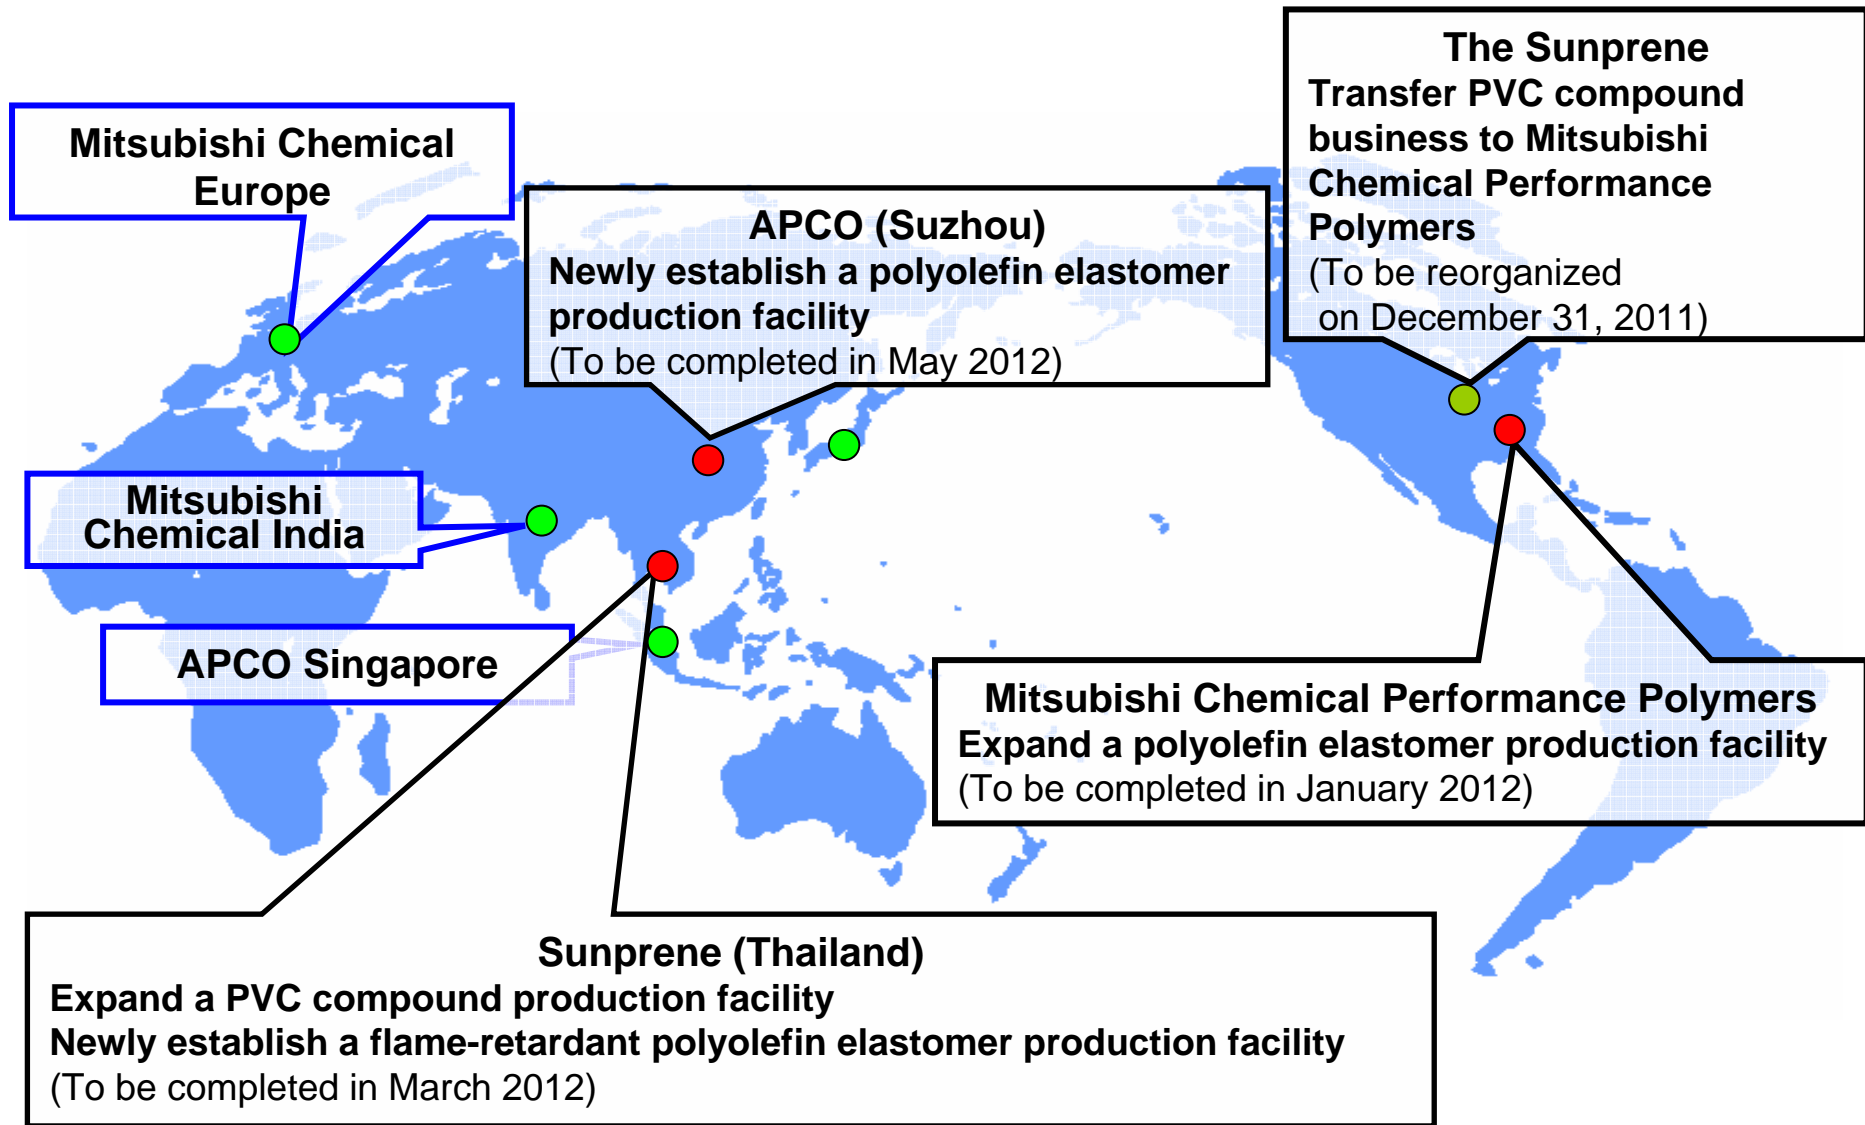 The Sunprene
Transfer PVC compound
business to Mitsubishi
Chemical Performance
Polymers
(To be reorganized
on December 31, 2011)
Mitsubishi Chemical
Europe
APCO (Suzhou)
Newly establish a polyolefin elastomer
production facility
(To be completed in May 2012)
Mitsubishi
Chemical India
APCO Singapore
Mitsubishi Chemical Performance Polymers
Expand a polyolefin elastomer production facility
(To be completed in January 2012)
Sunprene (Thailand)
Expand a PVC compound production facility
Newly establish a flame-retardant polyolefin elastomer production facility
(To be completed in March 2012)